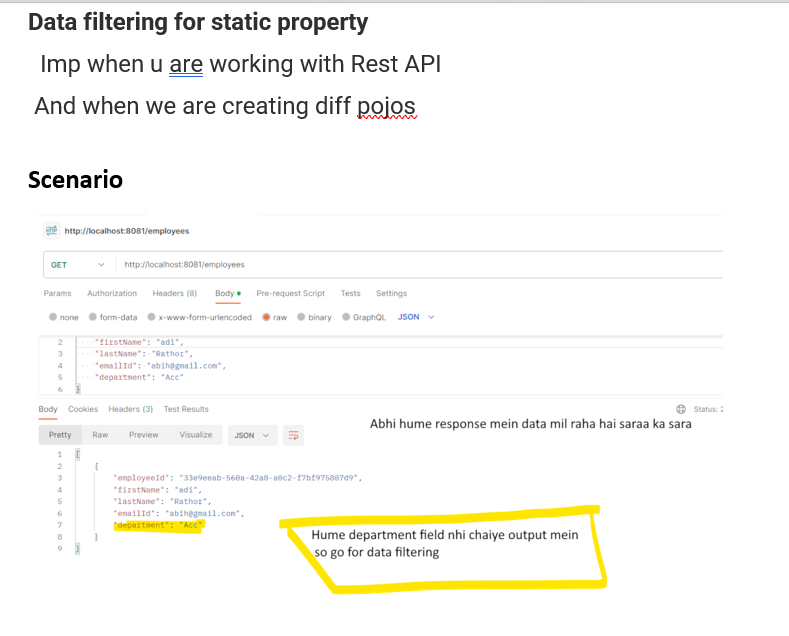 Data filtering for static property
Imp when u are working with Rest API
And when we are creating diff pojos
Scenario
HTTP http://localhost:8081/employees
GET http://localhost:8081/employees
Params Authorization Headers (8) Body Pre-request Script Tests Settings
none form-data x-www-form-urlencoded raw binary GraphQL JSON
2 "firstName": "adi",
3 "lastName": "Rathor",
4 "emailId": "abih@gmail.com",
5 "department": "Acc"
6 }
Body Cookies Headers (3) Test Results Status: 2
Abhi hume response mein data mil raha hai saraa ka sara
Pretty Raw Preview Visualize JSON
1 [
2 {
3 "employeeId": "33e9eeab-560a-42a8-a8c2-f7bf975807d9",
4 "firstName": "adi",
5 "lastName": "Rathor",
6 "emailId": "abih@gmail.com",
7 "department": "Acc"
8 }
9 ]
Hume department field nhi chaiye output mein
so go for data filtering